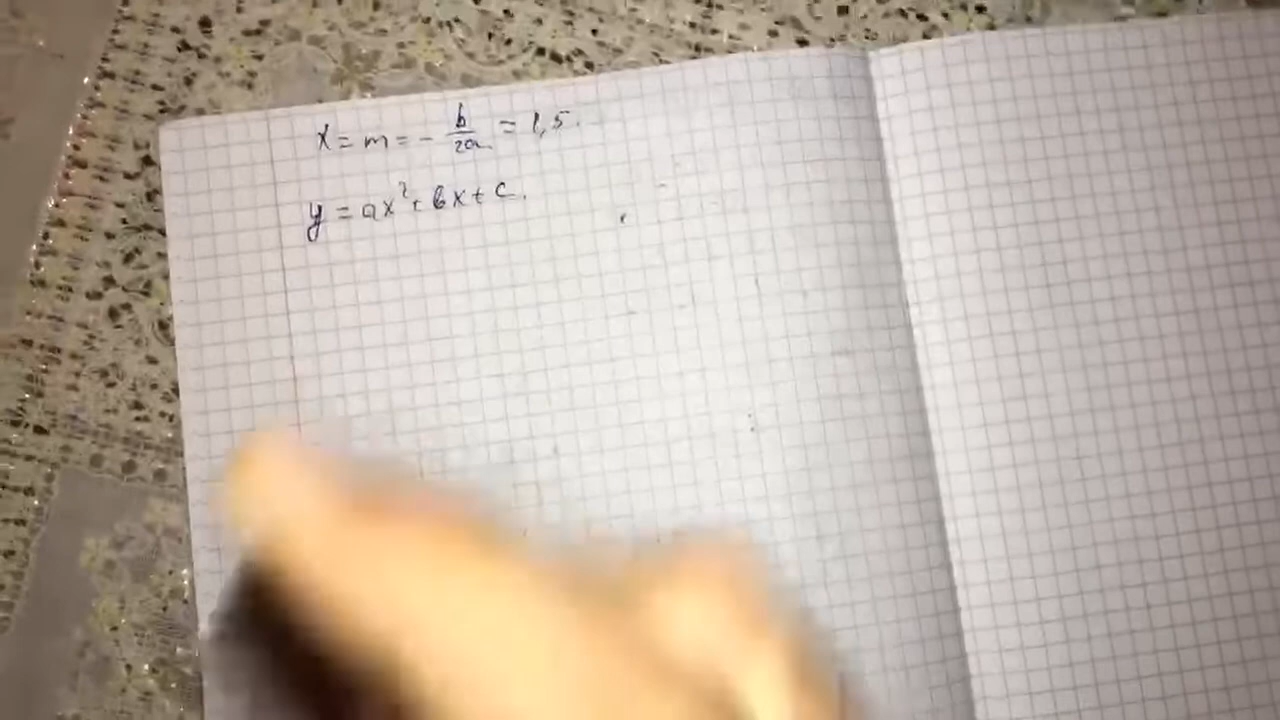 x = m = - b/2a = 1,5.
y = ax² + bx + c.